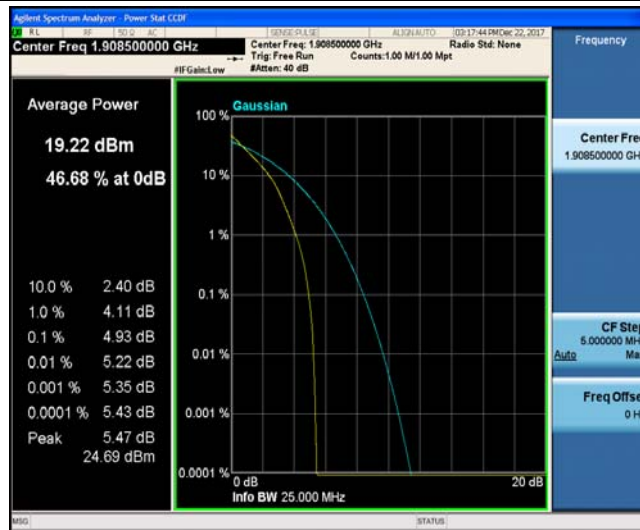 Agilent Spectrum Analyzer - Power Stat CCDF
RL RF 50 Ω AC SENSE:PULSE ALIGN AUTO 03:17:44 PM Dec 22, 2017
Center Freq 1.908500000 GHz
Center Freq: 1.908500000 GHz Radio Std: None
Trig: Free Run Counts:1.00 M/1.00 Mpt
#IFGain:Low #Atten: 40 dB
Frequency
Average Power
19.22 dBm
46.68 % at 0dB
10.0 % 2.40 dB
1.0 % 4.11 dB
0.1 % 4.93 dB
0.01 % 5.22 dB
0.001 % 5.35 dB
0.0001 % 5.43 dB
Peak 5.47 dB
24.69 dBm
Gaussian
100 %
10 %
1 %
0.1 %
0.01 %
0.001 %
0.0001 %
0 dB 20 dB
Info BW 25.000 MHz
Center Fre
1.908500000 GH
CF Ste
5.000000 MH
Auto Ma
Freq Offse
0 H
MSG STATUS